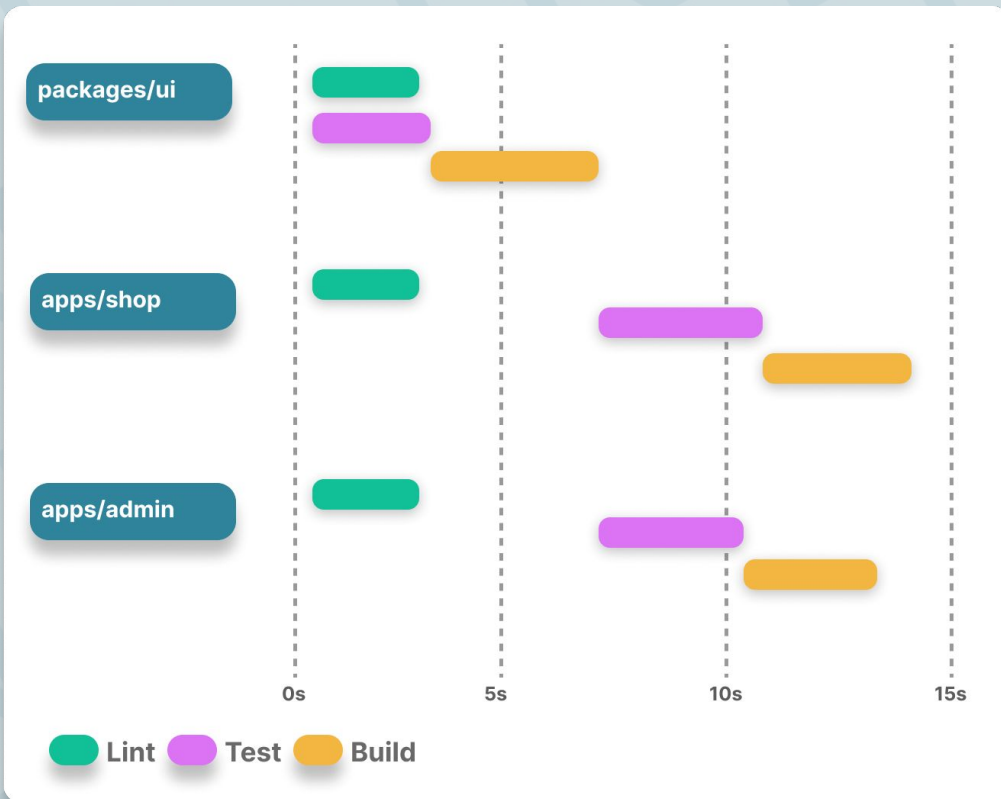 packages/ui
apps/shop
apps/admin
0s 5s 10s 15s
Lint Test Build